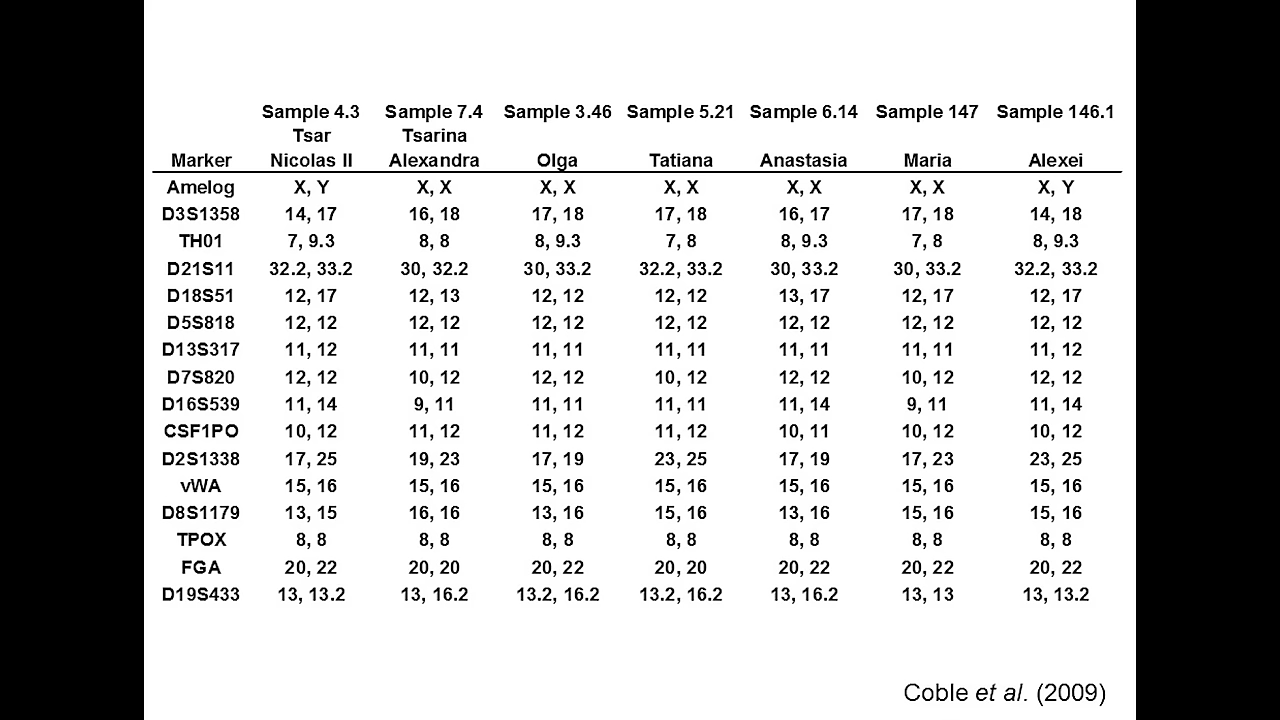 Sample 4.3 Sample 7.4 Sample 3.46 Sample 5.21 Sample 6.14 Sample 147 Sample 146.1
Tsar Tsarina
Marker Nicolas II Alexandra Olga Tatiana Anastasia Maria Alexei
Amelog X, Y X, X X, X X, X X, X X, X X, Y
D3S1358 14, 17 16, 18 17, 18 17, 18 16, 17 17, 18 14, 18
TH01 7, 9.3 8, 8 8, 9.3 7, 8 8, 9.3 7, 8 8, 9.3
D21S11 32.2, 33.2 30, 32.2 30, 33.2 32.2, 33.2 30, 33.2 30, 33.2 32.2, 33.2
D18S51 12, 17 12, 13 12, 12 12, 12 13, 17 12, 17 12, 17
D5S818 12, 12 12, 12 12, 12 12, 12 12, 12 12, 12 12, 12
D13S317 11, 12 11, 11 11, 11 11, 11 11, 11 11, 11 11, 12
D7S820 12, 12 10, 12 12, 12 10, 12 12, 12 10, 12 12, 12
D16S539 11, 14 9, 11 11, 11 11, 11 11, 14 9, 11 11, 14
CSF1PO 10, 12 11, 12 11, 12 11, 12 10, 11 10, 12 10, 12
D2S1338 17, 25 19, 23 17, 19 23, 25 17, 19 17, 23 23, 25
vWA 15, 16 15, 16 15, 16 15, 16 15, 16 15, 16 15, 16
D8S1179 13, 15 16, 16 13, 16 15, 16 13, 16 15, 16 15, 16
TPOX 8, 8 8, 8 8, 8 8, 8 8, 8 8, 8 8, 8
FGA 20, 22 20, 20 20, 22 20, 20 20, 22 20, 22 20, 22
D19S433 13, 13.2 13, 16.2 13.2, 16.2 13.2, 16.2 13, 16.2 13, 13 13, 13.2
Coble et al. (2009)